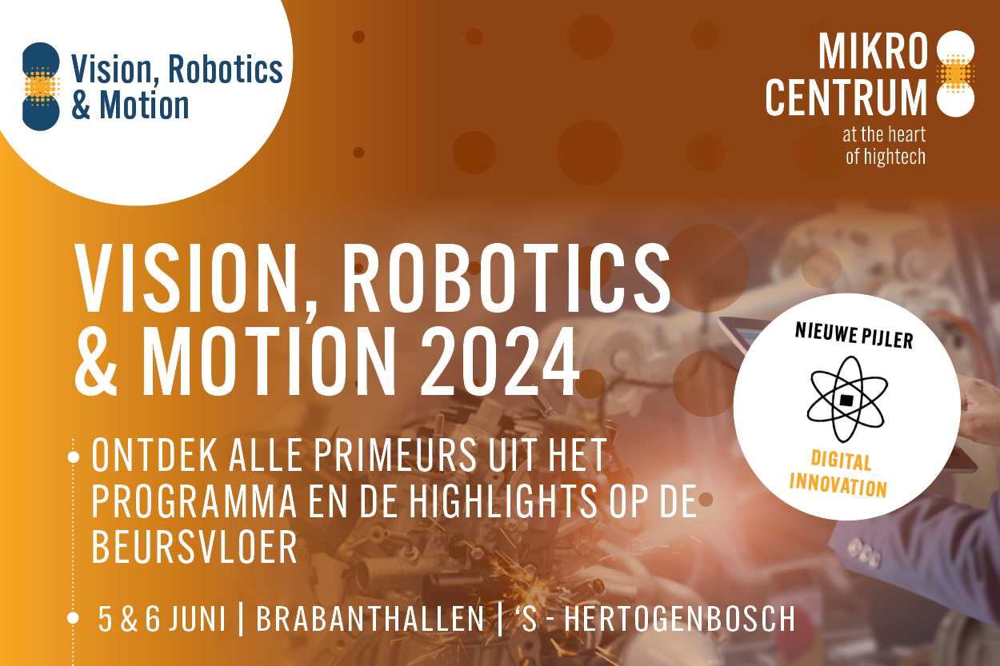 Vision, Robotics
& Motion
MIKRO
CENTRUM
at the heart
of hightech
VISION, ROBOTICS
& MOTION 2024
ONTDEK ALLE PRIMEURS UIT HET
PROGRAMMA EN DE HIGHLIGHTS OP DE
BEURSVLOER
NIEUWE PIJLER
DIGITAL
INNOVATION
5 & 6 JUNI | BRABANTHALLEN | ‘S - HERTOGENBOSCH